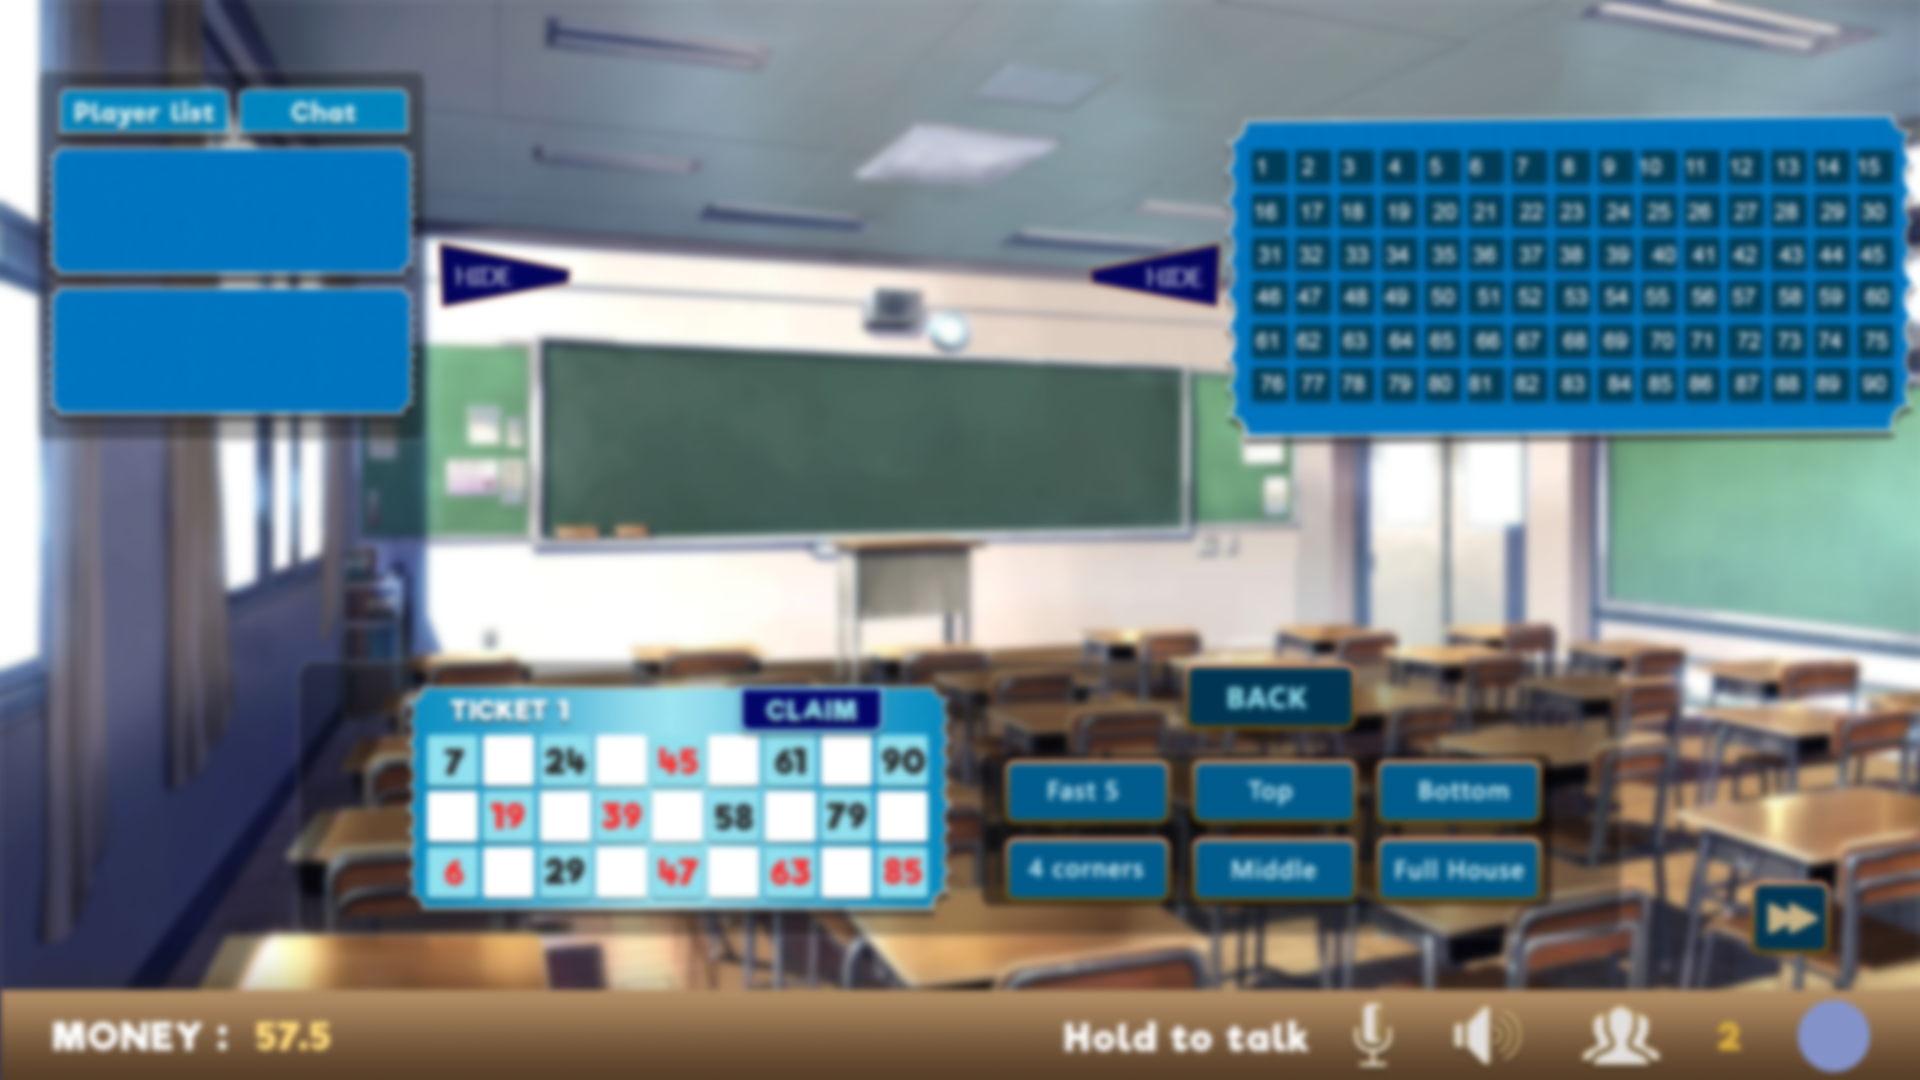 Player list Chat
HIDE
HIDE
1 2 3 4 5 6 7 8 9 10 11 12 13 14 15
16 17 18 19 20 21 22 23 24 25 26 27 28 29 30
31 32 33 34 35 36 37 38 39 40 41 42 43 44 45
46 47 48 49 50 51 52 53 54 55 56 57 58 59 60
61 62 63 64 65 66 67 68 69 70 71 72 73 74 75
76 77 78 79 80 81 82 83 84 85 86 87 88 89 90
TICKET 1 CLAIM
7 24 45 61 90
19 39 58 79
6 29 47 63 85
BACK
Fast 5 Top Bottom
4 corners Middle Full House
MONEY : 57.5
Hold to talk
2